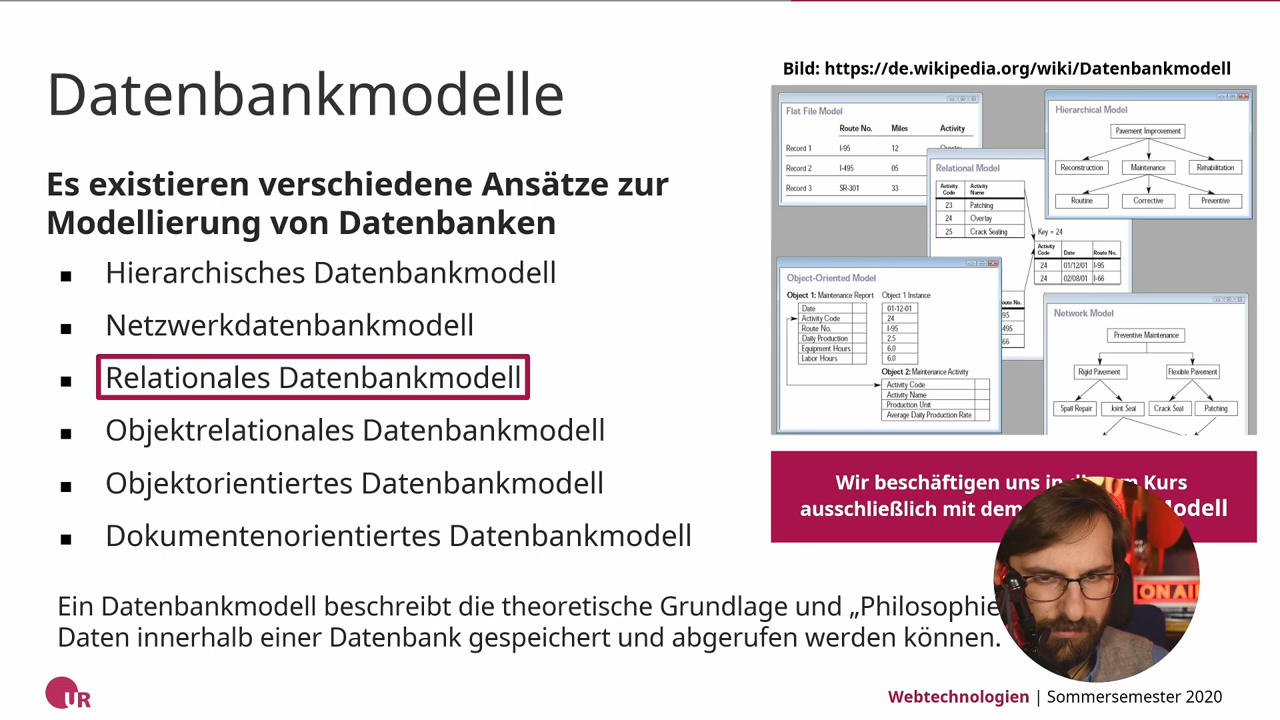 Datenbankmodelle
Es existieren verschiedene Ansätze zur
Modellierung von Datenbanken
Hierarchisches Datenbankmodell
Netzwerkdatenbankmodell
Relationales Datenbankmodell
Objektrelationales Datenbankmodell
Objektorientiertes Datenbankmodell
Dokumentenorientiertes Datenbankmodell
Ein Datenbankmodell beschreibt die theoretische Grundlage und „Philosophie
Daten innerhalb einer Datenbank gespeichert und abgerufen werden können.
Bild: https://de.wikipedia.org/wiki/Datenbankmodell
Flat File Model
Route No. Miles Activity
Record 1 I-95 12
Record 2 I-495 05
Record 3 SR-301 33
Hierarchical Model
Pavement Improvement
Reconstruction Maintenance Rehabilitation
Routine Corrective Preventive
Relational Model
Activity Code Activity Name
23 Patching
24 Overlay
25 Crack Sealing
Key = 24
Activity Code Date Route No.
24 01/12/01 I-95
24 02/08/01 I-66
Object-Oriented Model
Object 1: Maintenance Report Object 1 Instance
Date 01-12-01
Activity Code 24
Route No. I-95
Daily Production 2.5
Equipment Hours 6.0
Labor Hours 6.0
Object 2: Maintenance Activity
Activity Code
Activity Name
Production Unit
Average Daily Production Rate
Network Model
Preventive Maintenance
Rigid Pavement Flexible Pavement
Spall Repair Joint Seal Crack Seal Patching
Wir beschäftigen uns in Kurs
ausschließlich mit dem
ON AI
UR
Webtechnologien | Sommersemester 2020